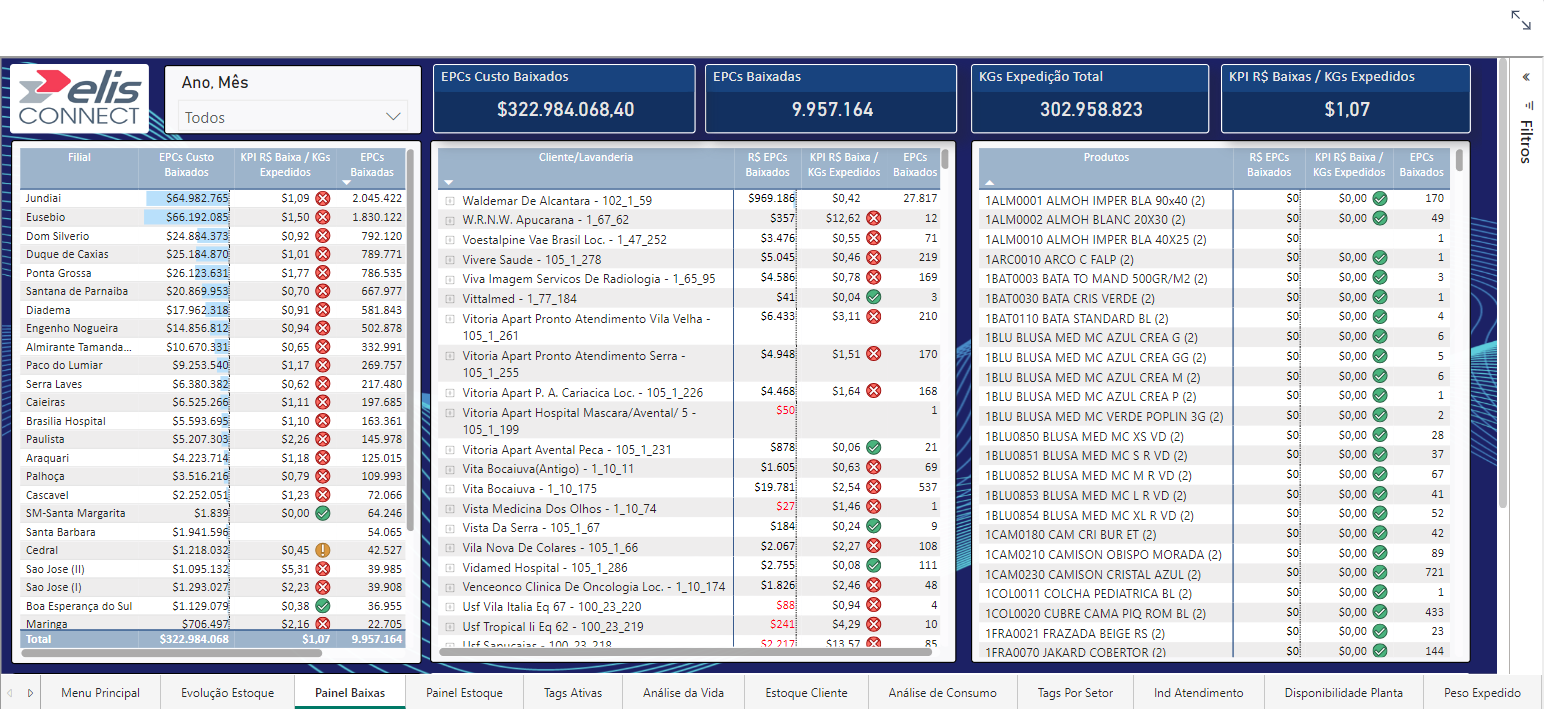 elis
CONNECT
Ano, Mês
Todos
EPCs Custo Baixados
$322.984.068,40
EPCs Baixadas
9.957.164
KGs Expedição Total
302.958.823
KPI R$ Baixas / KGs Expedidos
$1,07
Filtros
Filial EPCs Custo Baixados KPI R$ Baixa / KGs Expedidos EPCs Baixadas
Jundiai $64.982.765 $1,09 2.045.422
Eusebio $66.192.085 $1,50 1.830.122
Dom Silverio $24.884.373 $0,92 792.120
Duque de Caxias $25.184.870 $1,01 789.771
Ponta Grossa $26.123.631 $1,77 786.535
Santana de Parnaiba $20.869.953 $0,70 667.977
Diadema $17.962.318 $0,91 581.843
Engenho Nogueira $14.856.812 $0,94 502.878
Almirante Tamanda... $10.670.331 $0,65 332.991
Paco do Lumiar $9.253.540 $1,17 269.757
Serra Laves $6.380.382 $0,62 217.480
Caieiras $6.525.266 $1,11 197.685
Brasilia Hospital $5.593.695 $1,10 163.361
Paulista $5.207.303 $2,26 145.978
Araquari $4.223.714 $1,18 125.015
Palhoça $3.516.216 $0,79 109.993
Cascavel $2.252.051 $1,23 72.066
SM-Santa Margarita $1.839 $0,00 64.246
Santa Barbara $1.941.596 54.065
Cedral $1.218.032 $0,45 42.527
Sao Jose (II) $1.095.132 $5,31 39.985
Sao Jose (I) $1.293.027 $2,23 39.908
Boa Esperança do Sul $1.129.079 $0,38 36.955
Maringa $706.497 $2,16 22.705
Total $322.984.068 $1,07 9.957.164
Cliente/Lavanderia R$ EPCs Baixados KPI R$ Baixa / KGs Expedidos EPCs Baixados
Waldemar De Alcantara - 102_1_59 $969.186 $0,42 27.817
W.R.N.W. Apucarana - 1_67_62 $357 $12,62 12
Voestalpine Vae Brasil Loc. - 1_47_252 $3.476 $0,55 71
Vivere Saude - 105_1_278 $5.045 $0,46 219
Viva Imagem Servicos De Radiologia - 1_65_95 $4.586 $0,78 169
Vittalmed - 1_77_184 $41 $0,04 3
Vitoria Apart Pronto Atendimento Vila Velha - $6.433 $3,11 210
105_1_261
Vitoria Apart Pronto Atendimento Serra - $4.948 $1,51 170
105_1_255
Vitoria Apart P. A. Cariacica Loc. - 105_1_226 $4.468 $1,64 168
Vitoria Apart Hospital Mascara/Avental/ 5 - $50 1
105_1_199
Vitoria Apart Avental Peca - 105_1_231 $878 $0,06 21
Vita Bocaiuva(Antigo) - 1_10_11 $1.605 $0,63 69
Vita Bocaiuva - 1_10_175 $19.781 $2,54 537
Vista Medicina Dos Olhos - 1_10_74 $27 $1,46 1
Vista Da Serra - 105_1_67 $184 $0,24 9
Vila Nova De Colares - 105_1_66 $2.067 $2,27 108
Vidamed Hospital - 105_1_286 $2.755 $0,08 111
Venceonco Clinica De Oncologia Loc. - 1_10_174 $1.826 $2,46 48
Usf Vila Italia Eq 67 - 100_23_220 $88 $0,94 4
Usf Tropical Ii Eq 62 - 100_23_219 $241 $4,29 10
Usf Sapucaias - 100_23_218 $2.217 $13,57 85
Produtos R$ EPCs Baixados KPI R$ Baixa / KGs Expedidos EPCs Baixados
1ALM0001 ALMOH IMPER BLA 90x40 (2) $0 $0,00 170
1ALM0002 ALMOH BLANC 20X30 (2) $0 $0,00 49
1ALM0010 ALMOH IMPER BLA 40X25 (2) $0 1
1ARC0010 ARCO C FALP (2) $0 $0,00 1
1BAT0003 BATA TO MAND 500GR/M2 (2) $0 $0,00 3
1BAT0030 BATA CRIS VERDE (2) $0 $0,00 1
1BAT0110 BATA STANDARD BL (2) $0 $0,00 4
1BLU BLUSA MED MC AZUL CREA G (2) $0 $0,00 6
1BLU BLUSA MED MC AZUL CREA GG (2) $0 $0,00 5
1BLU BLUSA MED MC AZUL CREA M (2) $0 $0,00 6
1BLU BLUSA MED MC AZUL CREA P (2) $0 $0,00 1
1BLU BLUSA MED MC VERDE POPLIN 3G (2) $0 $0,00 2
1BLU0850 BLUSA MED MC XS VD (2) $0 $0,00 28
1BLU0851 BLUSA MED MC S R VD (2) $0 $0,00 37
1BLU0852 BLUSA MED MC M R VD (2) $0 $0,00 67
1BLU0853 BLUSA MED MC L R VD (2) $0 $0,00 41
1BLU0854 BLUSA MED MC XL R VD (2) $0 $0,00 52
1CAM0180 CAM CRI BUR ET (2) $0 $0,00 42
1CAM0210 CAMISON OBISPO MORADA (2) $0 $0,00 89
1CAM0230 CAMISON CRISTAL AZUL (2) $0 $0,00 721
1COL0011 COLCHA PEDIATRICA BL (2) $0 $0,00 1
1COL0020 CUBRE CAMA PIQ ROM BL (2) $0 $0,00 433
1FRA0021 FRAZADA BEIGE RS (2) $0 $0,00 23
1FRA0070 JAKARD COBERTOR (2) $0 $0,00 144
Menu Principal Evolução Estoque Painel Baixas Painel Estoque Tags Ativas Análise da Vida Estoque Cliente Análise de Consumo Tags Por Setor Ind Atendimento Disponibilidade Planta Peso Expedido